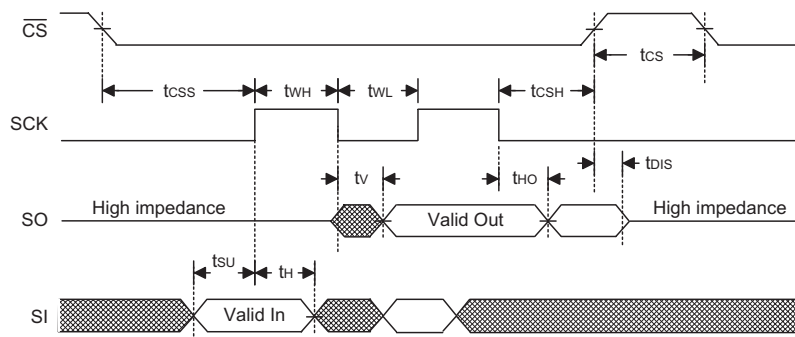 CS
tCS
tCSS tWH tWL tCSH
SCK
tV tHO tDIS
High impedance Valid Out High impedance
SO
tSU tH
SI Valid In